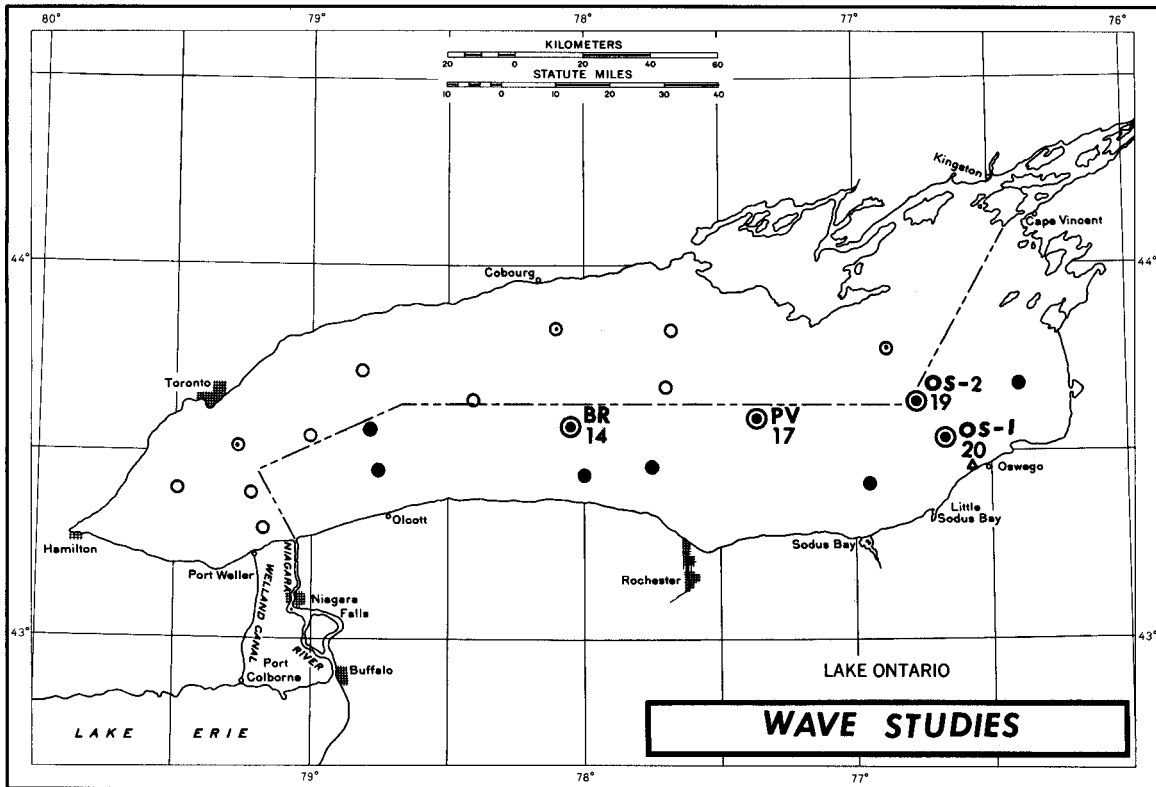 80° 79° 78° 77° 76°
KILOMETERS
20 0 20 40 60
STATUTE MILES
10 0 10 20 30 40
Kingston
Cape Vincent
44° 44°
Cobourg
Toronto
OS-2
19
BR
14
PV
17
OS-1
20
Oswego
Little
Sodus Bay
Olcott
Hamilton
Sodus Bay
Port Weller
Rochester
NIAGARA
RIVER
WELLAND CANAL
Niagara
Falls
43° 43°
Port
Colborne
Buffalo
LAKE ONTARIO
LAKE ERIE
WAVE STUDIES
79° 78° 77°